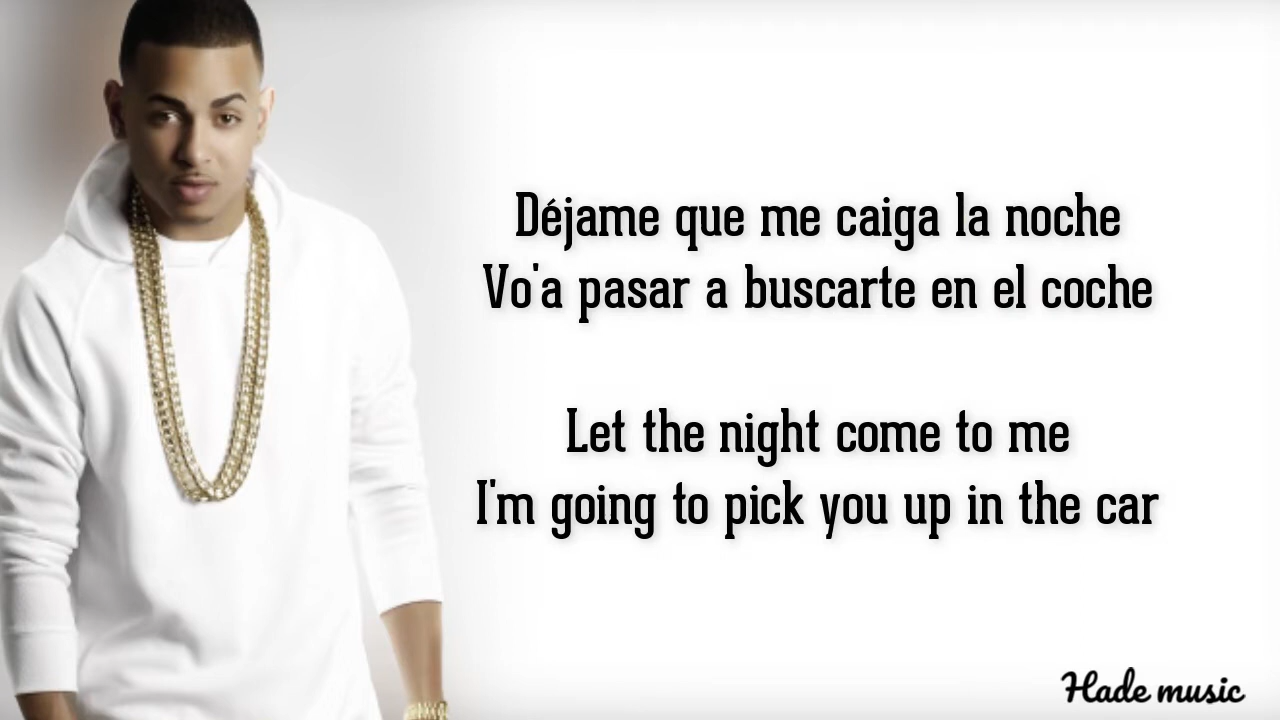 Déjame que me caiga la noche
Vo'a pasar a buscarte en el coche
Let the night come to me
I'm going to pick you up in the car
Hade music